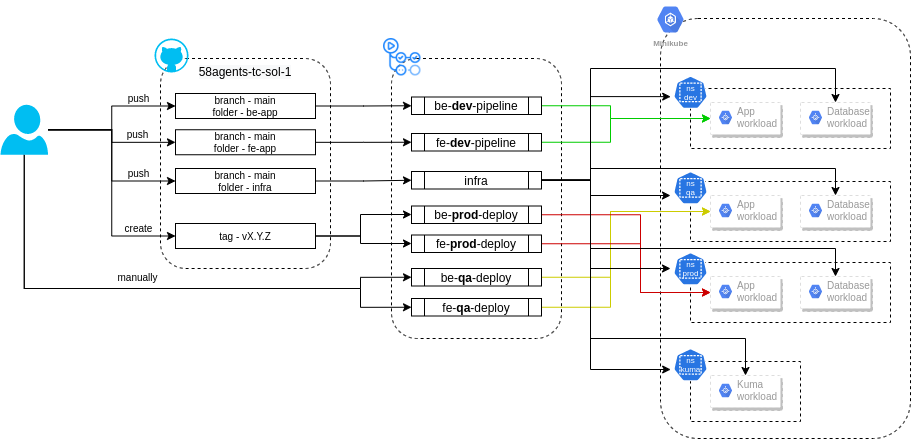 Minikube
58agents-tc-sol-1
push
branch - main
folder - be-app
push
branch - main
folder - fe-app
push
branch - main
folder - infra
create
tag - vX.Y.Z
manually
be-dev-pipeline
fe-dev-pipeline
infra
be-prod-deploy
fe-prod-deploy
be-qa-deploy
fe-qa-deploy
ns
dev
App
workload
Database
workload
ns
qa
App
workload
Database
workload
ns
prod
App
workload
Database
workload
ns
kuma
Kuma
workload